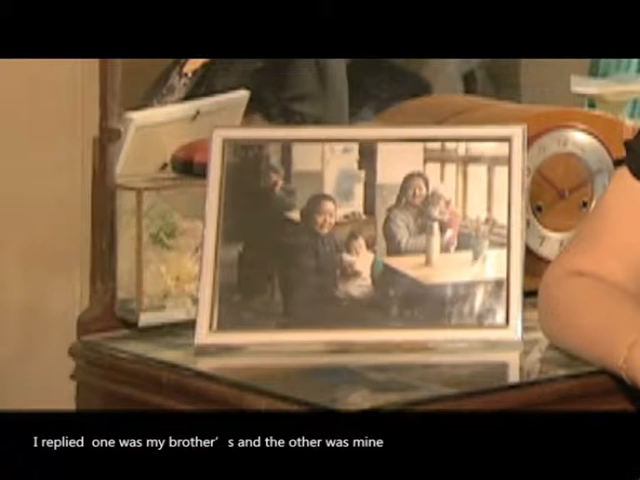 I replied one was my brother's and the other was mine